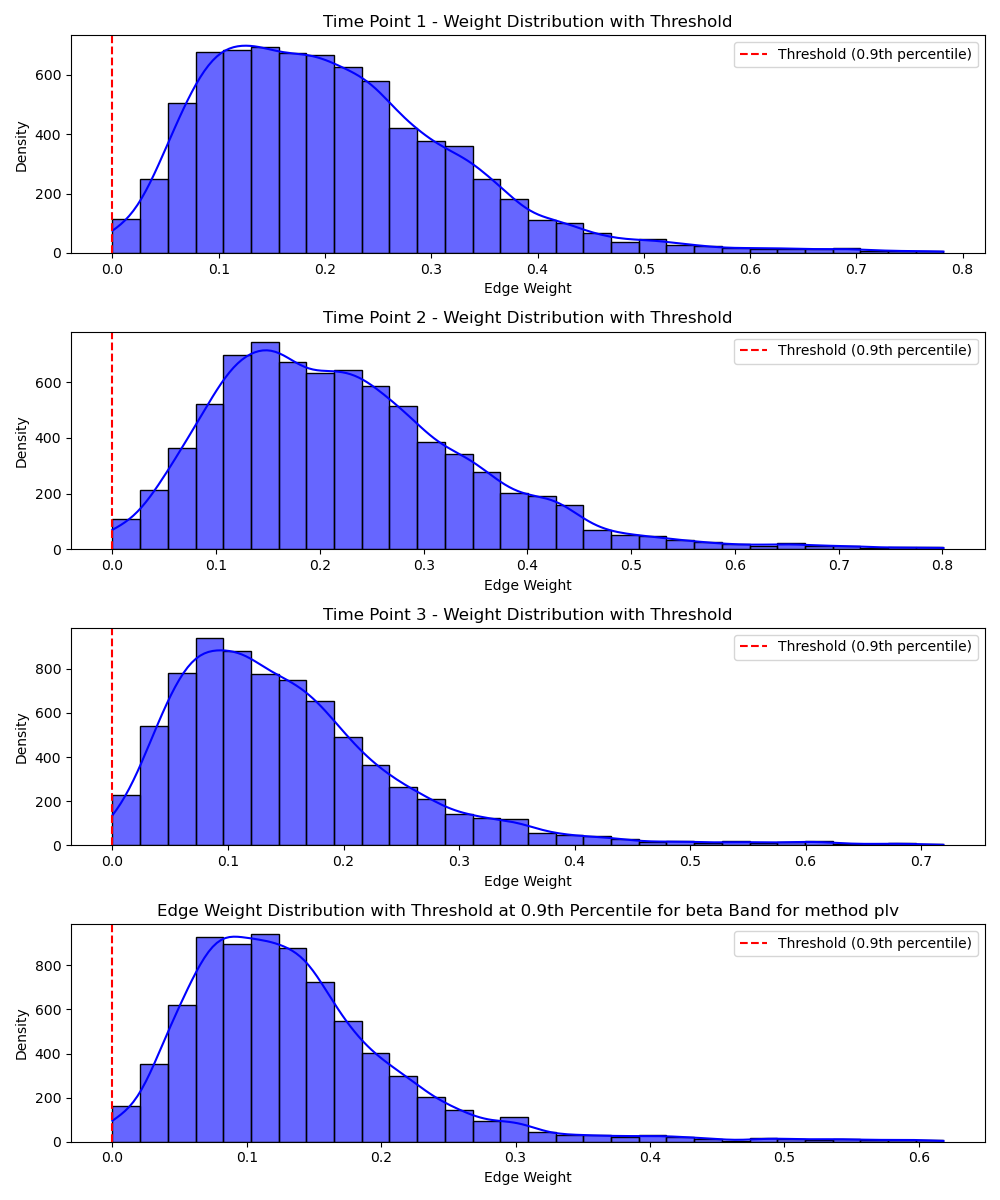 Time Point 1 - Weight Distribution with Threshold
Threshold (0.9th percentile)
Density
600
400
200
0
0.0 0.1 0.2 0.3 0.4 0.5 0.6 0.7 0.8
Edge Weight
Time Point 2 - Weight Distribution with Threshold
Threshold (0.9th percentile)
Density
600
400
200
0
0.0 0.1 0.2 0.3 0.4 0.5 0.6 0.7 0.8
Edge Weight
Time Point 3 - Weight Distribution with Threshold
Threshold (0.9th percentile)
Density
800
600
400
200
0
0.0 0.1 0.2 0.3 0.4 0.5 0.6 0.7
Edge Weight
Edge Weight Distribution with Threshold at 0.9th Percentile for beta Band for method plv
Threshold (0.9th percentile)
Density
800
600
400
200
0
0.0 0.1 0.2 0.3 0.4 0.5 0.6
Edge Weight